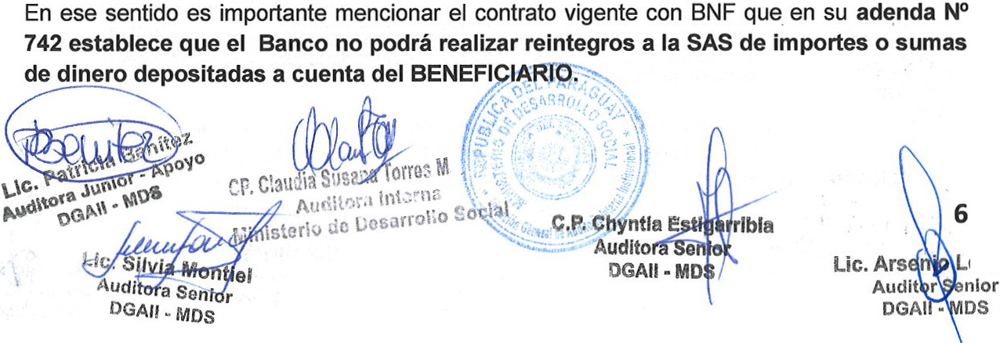 En ese sentido es importante mencionar el contrato vigente con BNF que en su adenda Nº
742 establece que el Banco no podrá realizar reintegros a la SAS de importes o sumas
de dinero depositadas a cuenta del BENEFICIARIO.
Lic. Patricia Benítez
Auditora Junior - Apoyo
DGAII - MDS
CP. Claudia Susana Torres M
Auditora Interna
Ministerio de Desarrollo Social
REPUBLICA DEL PARAGUAY
MINISTERIO DE DESARROLLO SOCIAL
Lic. Silvia Montiel
Auditora Senior
DGAII - MDS
C.P. Chyntia Estigarribia
Auditora Senior
DGAII - MDS
6
Lic. Arsenio
Auditor Senior
DGAII - MDS